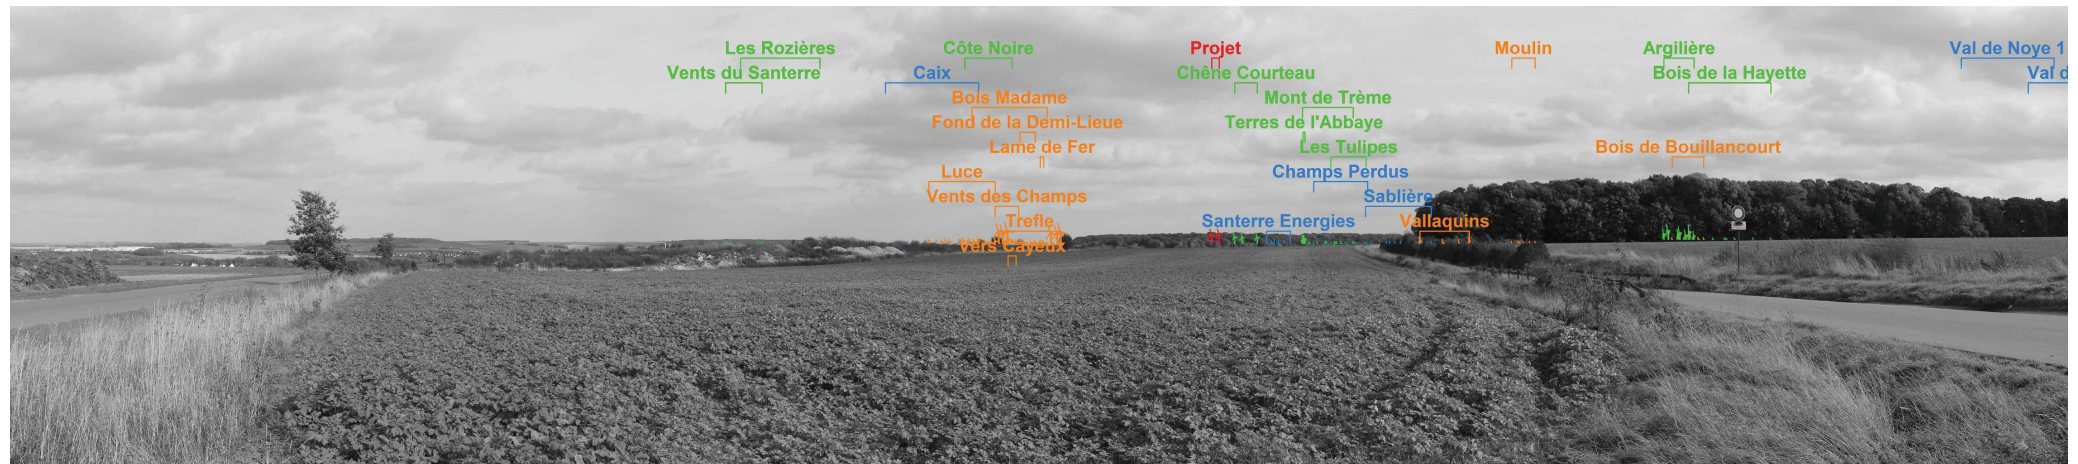 Les Rozières Côte Noire Projet Moulin Argilière Val de Noye 1
Vents du Santerre Caix Chêne Courteau Bois de la Hayette Val d
Bois Madame Mont de Trème
Fond de la Demi-Lieue Terres de l'Abbaye
Lame de Fer Les Tulipes Bois de Bouillancourt
Luce Champs Perdus
Vents des Champs Sablière
Trefle Santerre Energies Vallaquins
Vers Cayeux